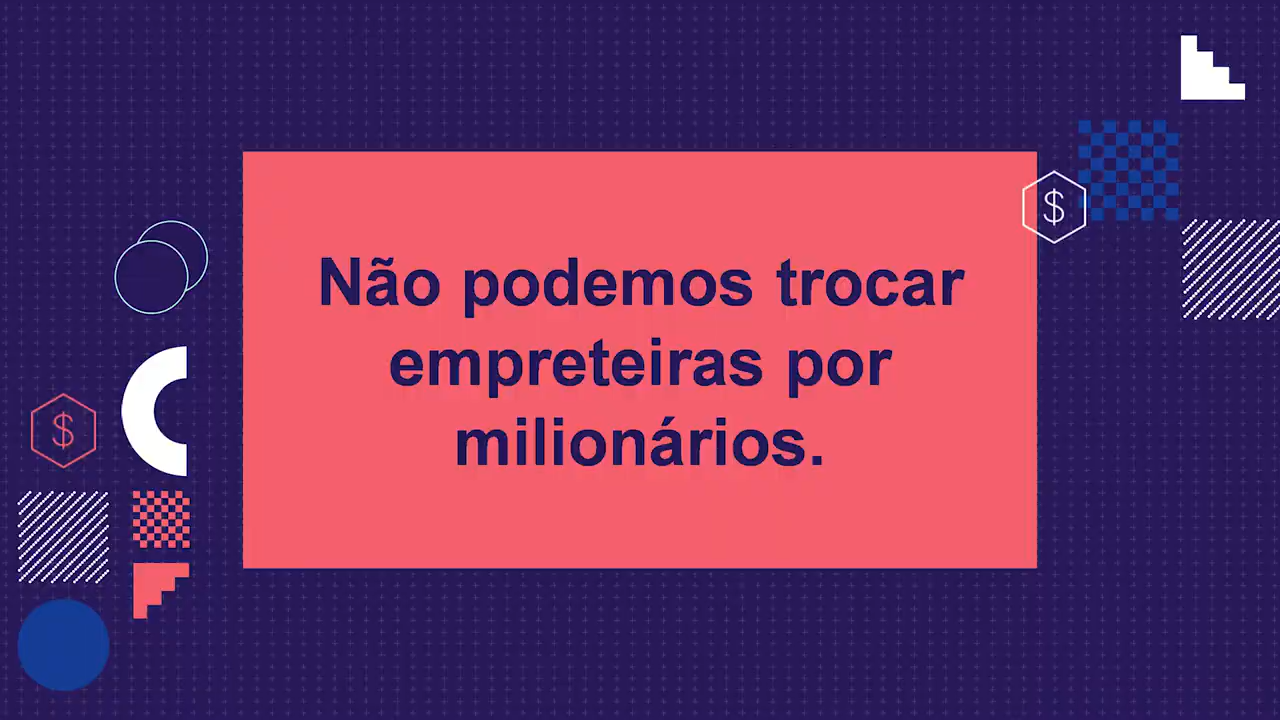 Não podemos trocar
empreteiras por
milionários.
$
$